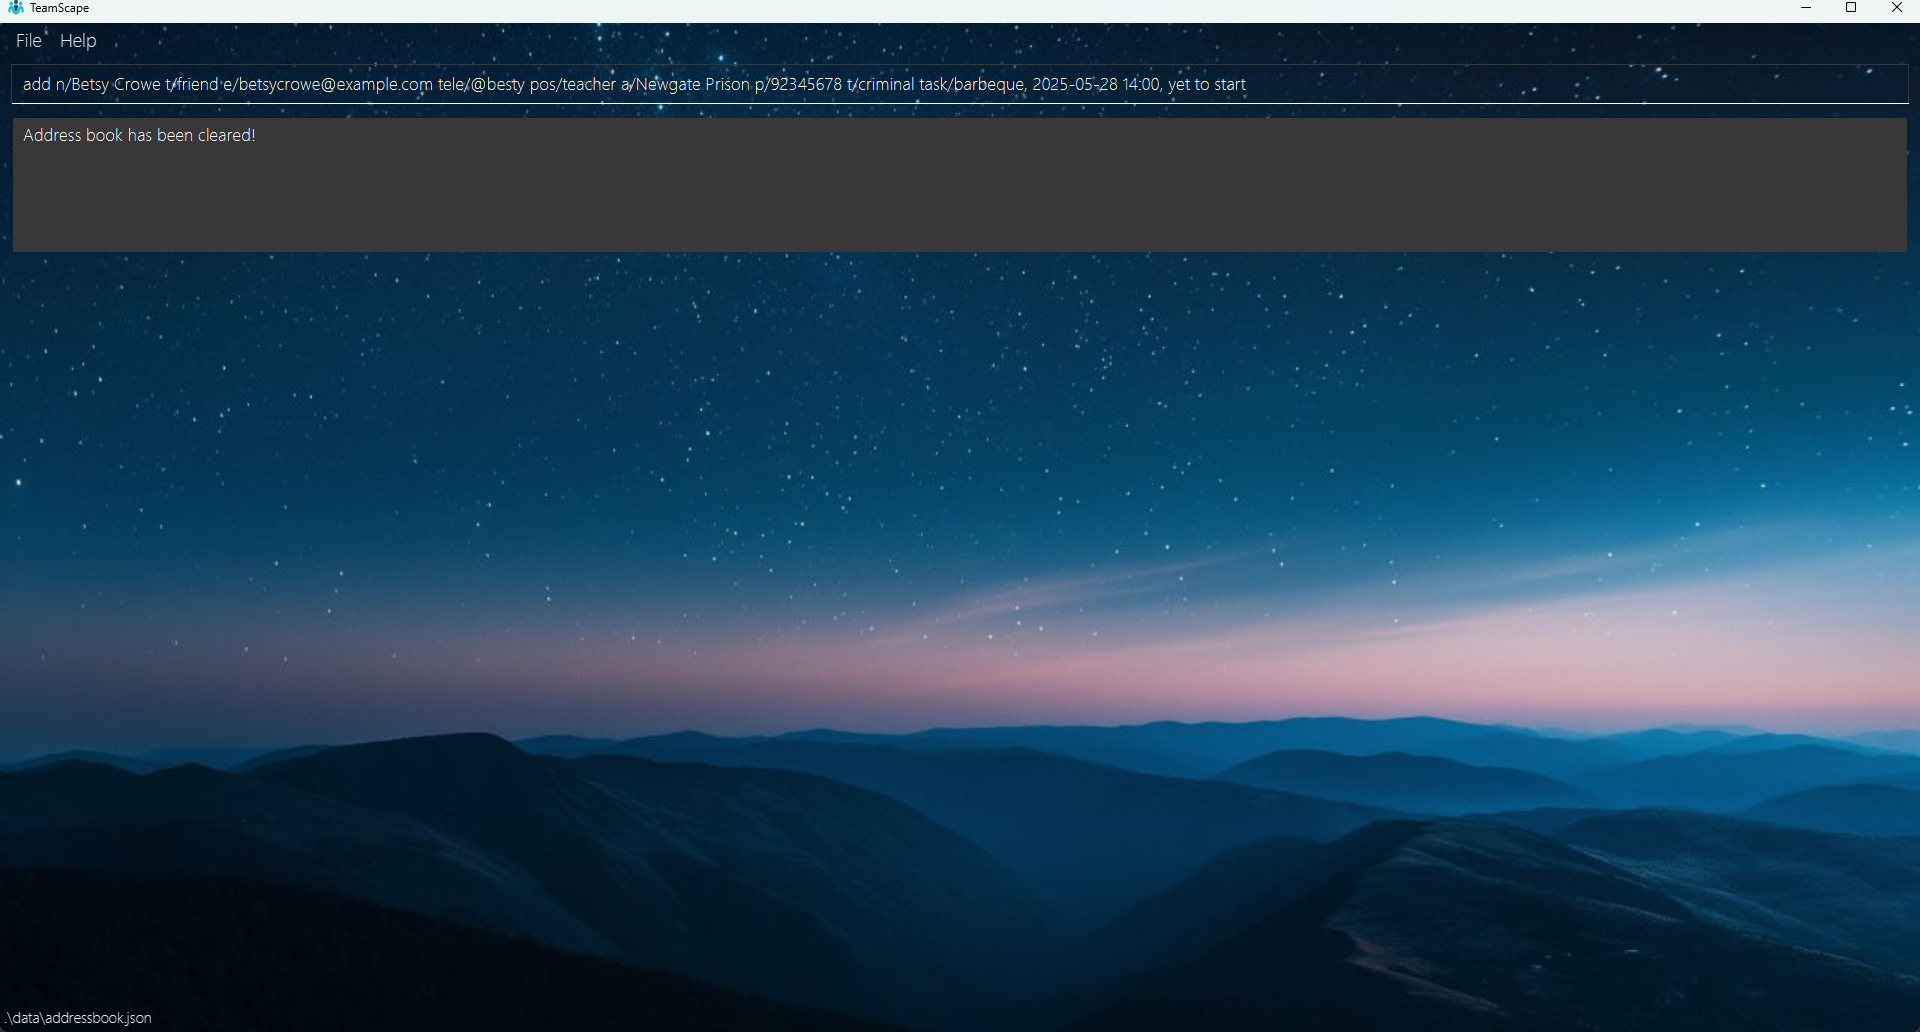 TeamScape
File Help
add n/Betsy Crowe t/friend e/betsycrowe@example.com tele/@besty pos/teacher a/Newgate Prison p/92345678 t/criminal task/barbeque, 2025-05-28 14:00, yet to start
Address book has been cleared!
.\data\addressbook.json